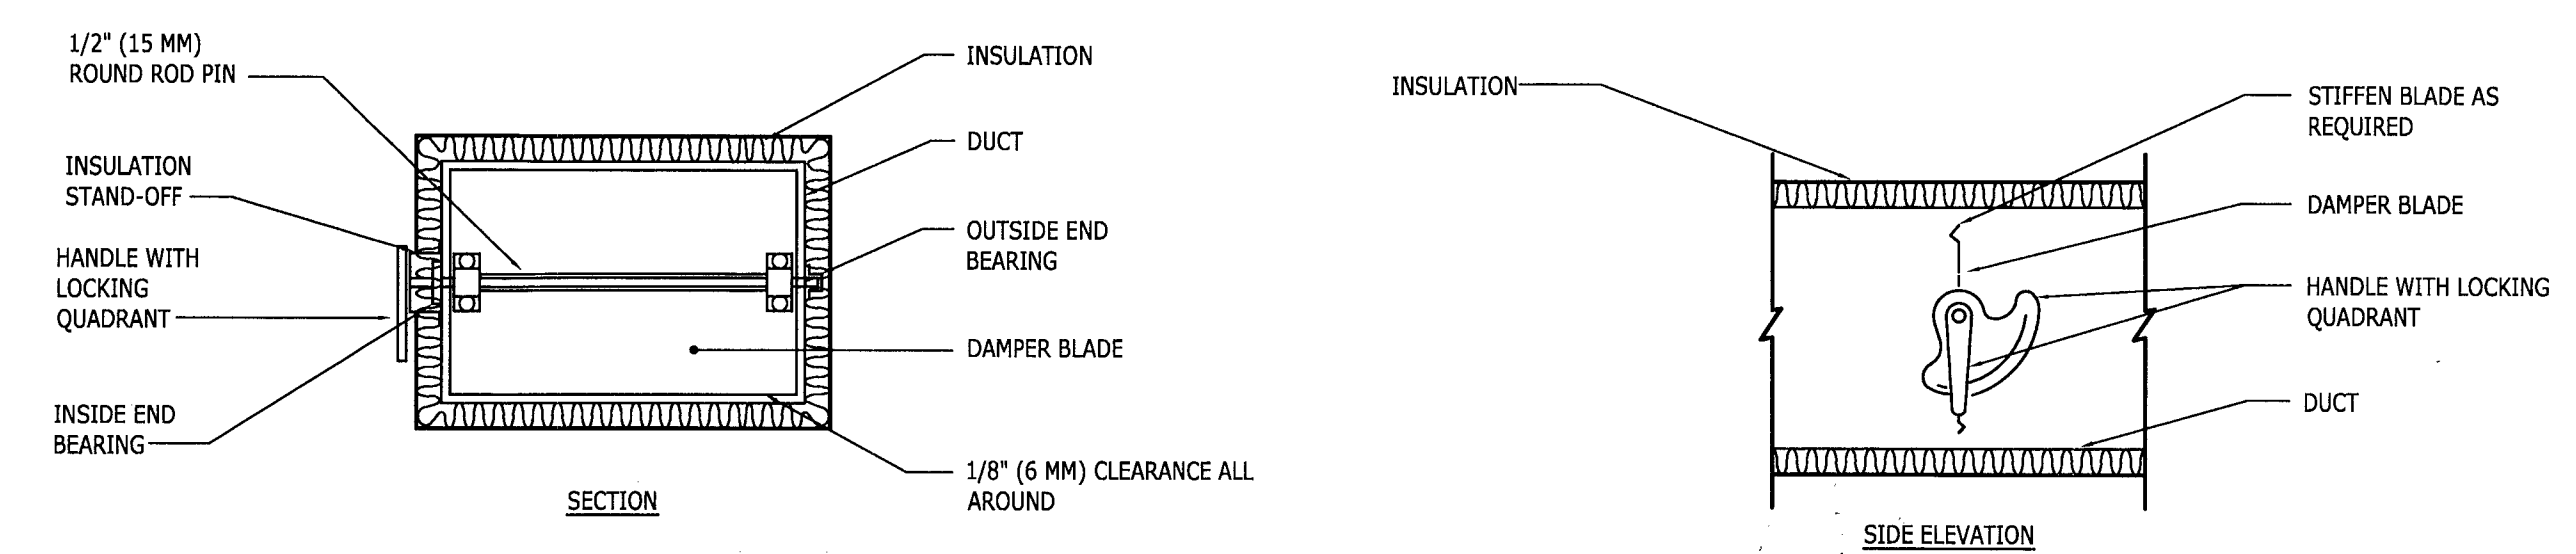 1/2" (15 MM)
ROUND ROD PIN
INSULATION
STAND-OFF
HANDLE WITH
LOCKING
QUADRANT
INSIDE END
BEARING
INSULATION
DUCT
OUTSIDE END
BEARING
DAMPER BLADE
1/8" (6 MM) CLEARANCE ALL
AROUND
SECTION
INSULATION
STIFFEN BLADE AS
REQUIRED
DAMPER BLADE
HANDLE WITH LOCKING
QUADRANT
DUCT
SIDE ELEVATION